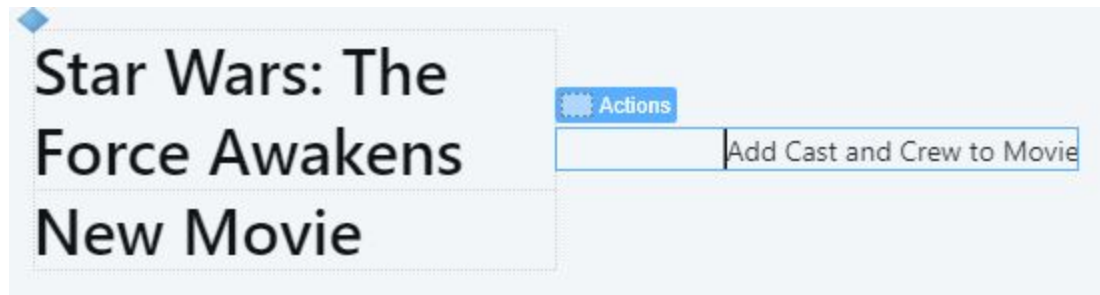 Star Wars: The
Force Awakens
New Movie
Actions
Add Cast and Crew to Movie